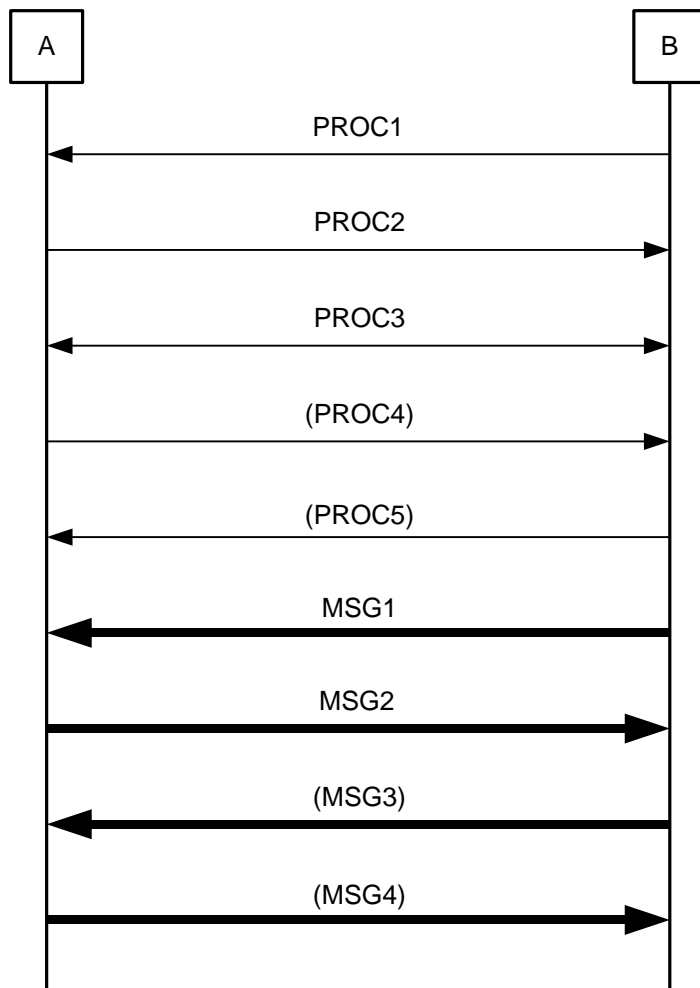 A
B
PROC1
PROC2
PROC3
(PROC4)
(PROC5)
MSG1
MSG2
(MSG3)
(MSG4)